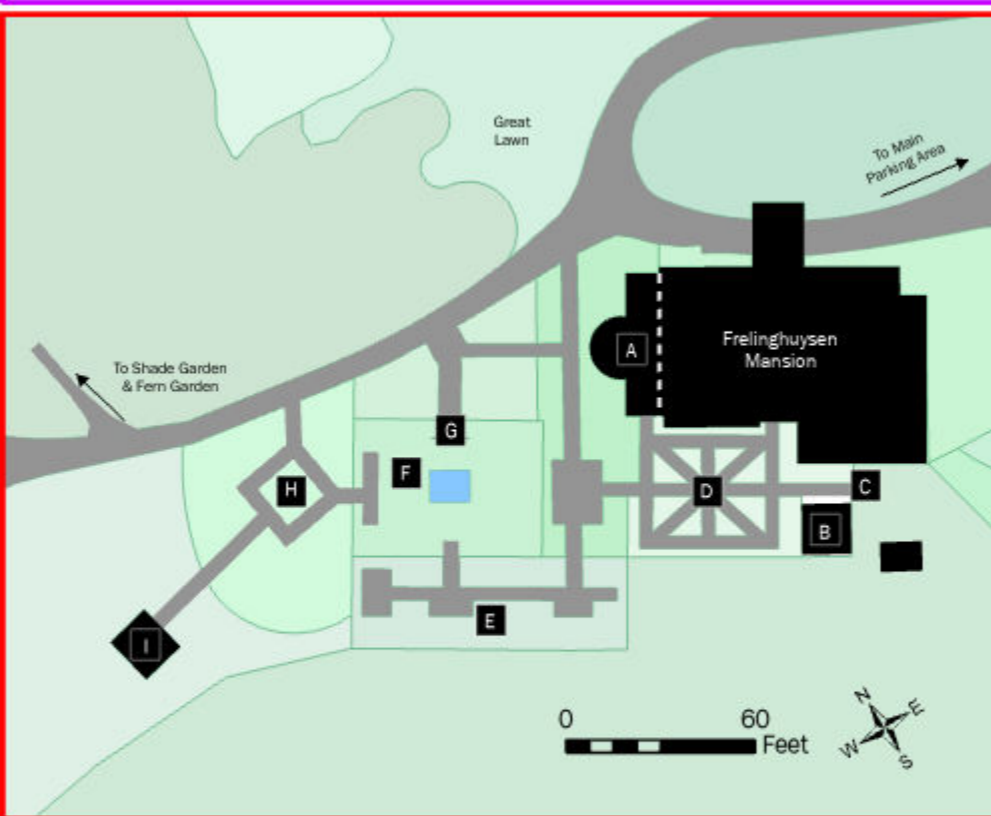 Great
Lawn
To Main
Parking Area
A
Frelinghuysen
Mansion
To Shade Garden
& Fern Garden
G
F
H
D
C
B
E
I
0
60
Feet
N
E
W
S